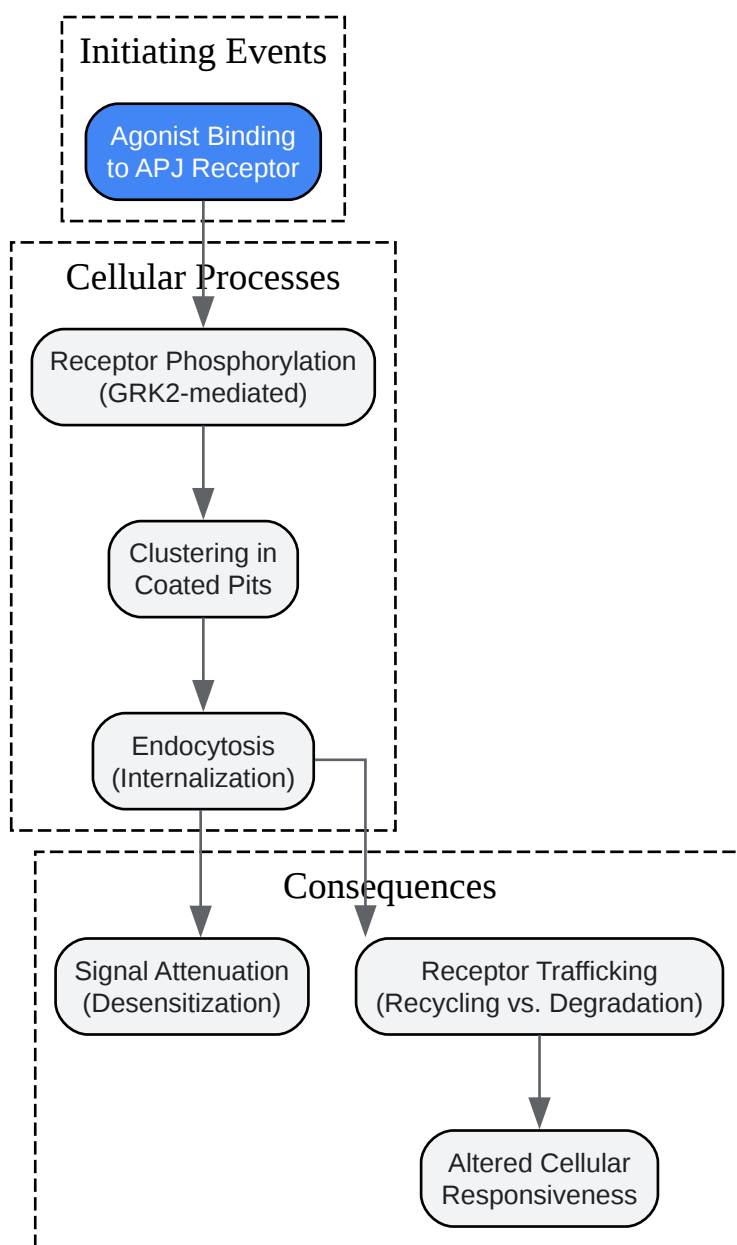 Initiating Events
Agonist Binding
to APJ Receptor
Cellular Processes
Receptor Phosphorylation
(GRK2-mediated)
Clustering in
Coated Pits
Endocytosis
(Internalization)
Consequences
Signal Attenuation
(Desensitization)
Receptor Trafficking
(Recycling vs. Degradation)
Altered Cellular
Responsiveness